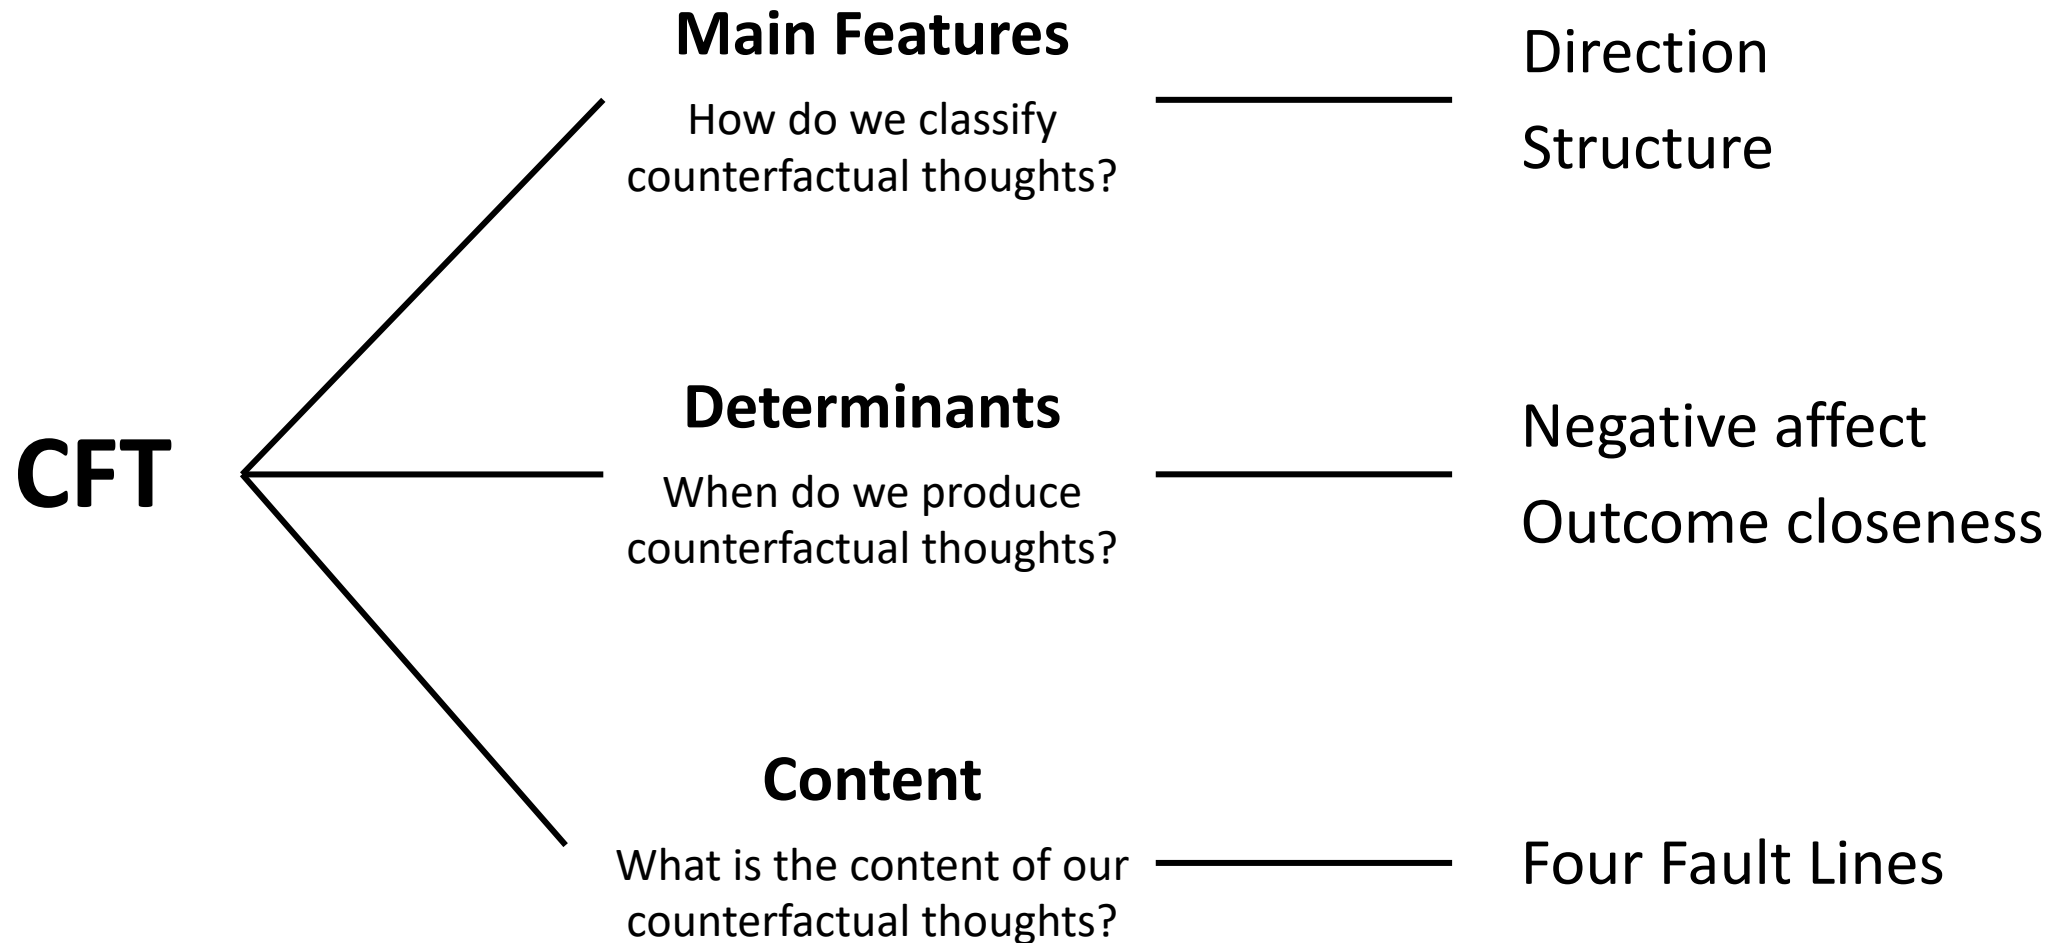 CFT
Main Features
How do we classify
counterfactual thoughts?
Direction
Structure
Determinants
When do we produce
counterfactual thoughts?
Negative affect
Outcome closeness
Content
What is the content of our
counterfactual thoughts?
Four Fault Lines